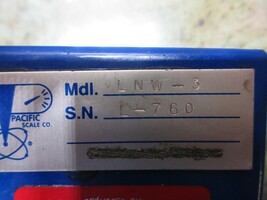 Mdl. LNW-3
S.N. L-760
PACIFIC
SCALE CO.